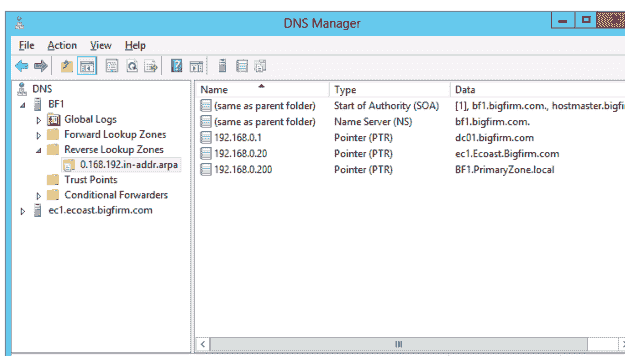 DNS Manager
File Action View Help
DNS
BF1
Global Logs
Forward Lookup Zones
Reverse Lookup Zones
0.168.192.in-addr.arpa
Trust Points
Conditional Forwarders
ec1.ecoast.bigfirm.com
Name Type Data
(same as parent folder) Start of Authority (SOA) [1], bf1.bigfirm.com., hostmaster.bigfi
(same as parent folder) Name Server (NS) bf1.bigfirm.com.
192.168.0.1 Pointer (PTR) dc01.bigfirm.com
192.168.0.20 Pointer (PTR) ec1.Ecoast.Bigfirm.com
192.168.0.200 Pointer (PTR) BF1.PrimaryZone.local